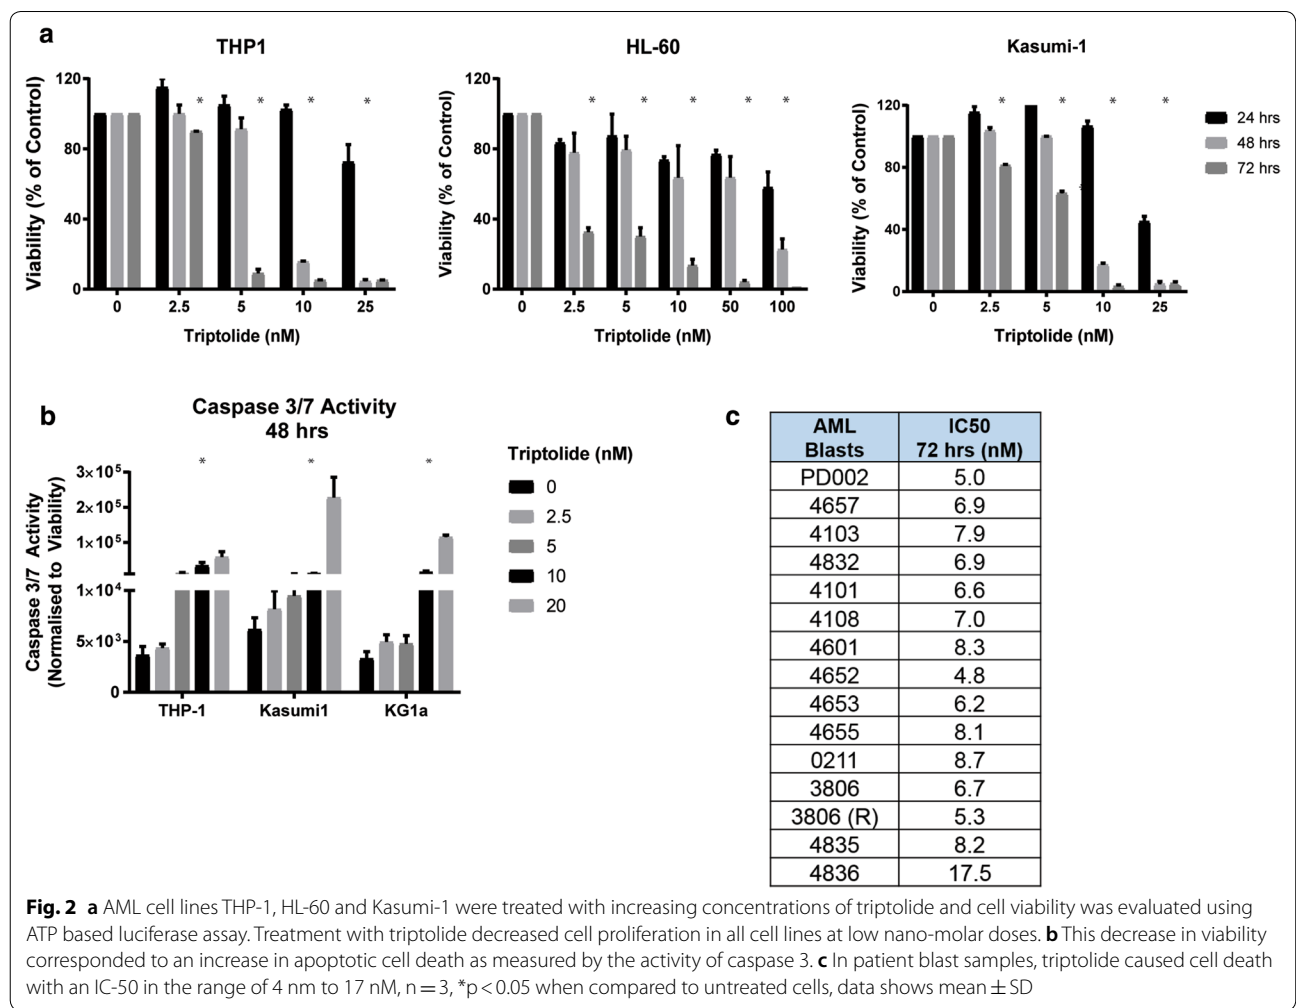 a
THP1
HL-60
Kasumi-1
Viability (% of Control)
120
80
40
0
* * * *
0 2.5 5 10 25
Triptolide (nM)
Viability (% of Control)
120
80
40
0
* * * * *
0 2.5 5 10 50 100
Triptolide (nM)
Viability (% of Control)
120
80
40
0
* * * *
*
0 2.5 5 10 25
Triptolide (nM)
24 hrs
48 hrs
72 hrs
b
Caspase 3/7 Activity
48 hrs
Caspase 3/7 Activity
(Normalised to Viability)
3×10⁵
2×10⁵
1×10⁵
1×10⁴
5×10³
0
* * *
THP-1 Kasumi1 KG1a
Triptolide (nM)
0
2.5
5
10
20
c
AML Blasts IC50 72 hrs (nM)
PD002 5.0
4657 6.9
4103 7.9
4832 6.9
4101 6.6
4108 7.0
4601 8.3
4652 4.8
4653 6.2
4655 8.1
0211 8.7
3806 6.7
3806 (R) 5.3
4835 8.2
4836 17.5
Fig. 2 a AML cell lines THP-1, HL-60 and Kasumi-1 were treated with increasing concentrations of triptolide and cell viability was evaluated using
ATP based luciferase assay. Treatment with triptolide decreased cell proliferation in all cell lines at low nano-molar doses. b This decrease in viability
corresponded to an increase in apoptotic cell death as measured by the activity of caspase 3. c In patient blast samples, triptolide caused cell death
with an IC-50 in the range of 4 nm to 17 nM, n = 3, *p < 0.05 when compared to untreated cells, data shows mean ± SD